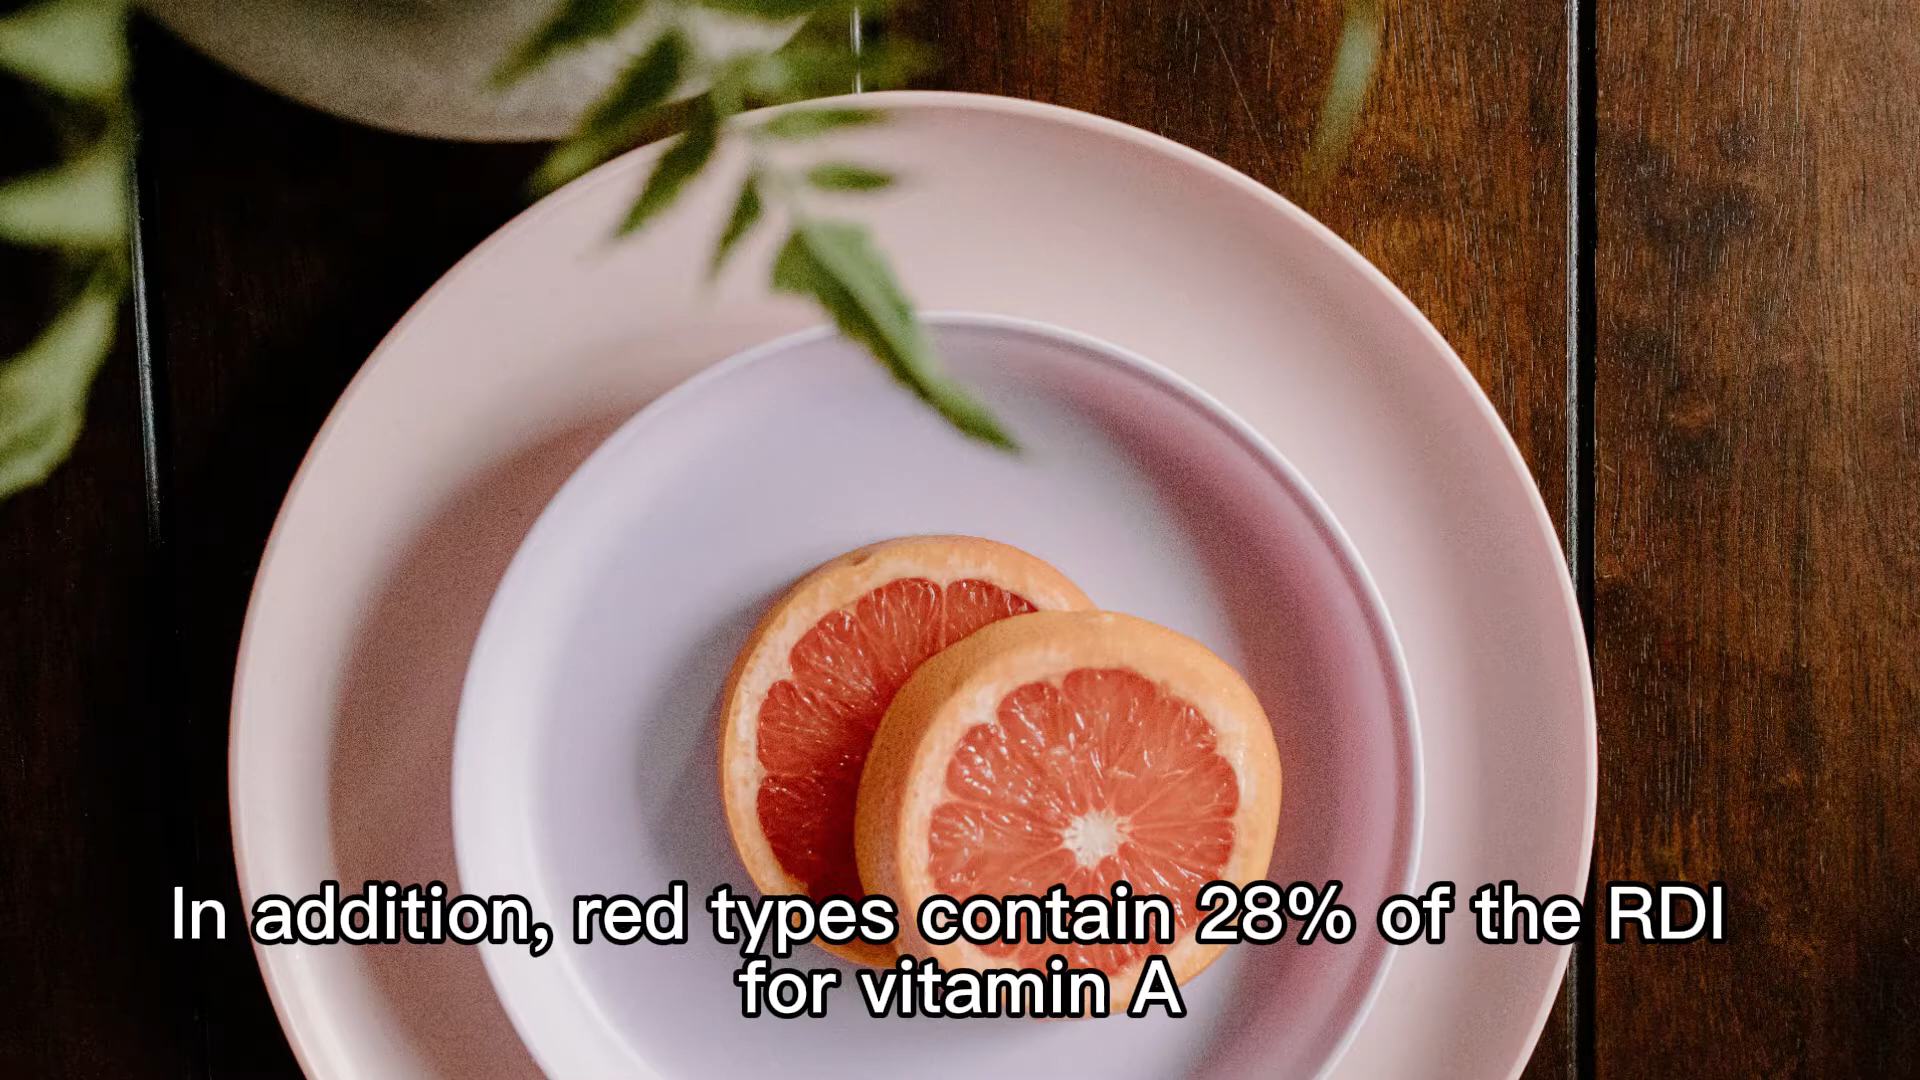 In addition, red types contain 28% of the RDI
for vitamin A